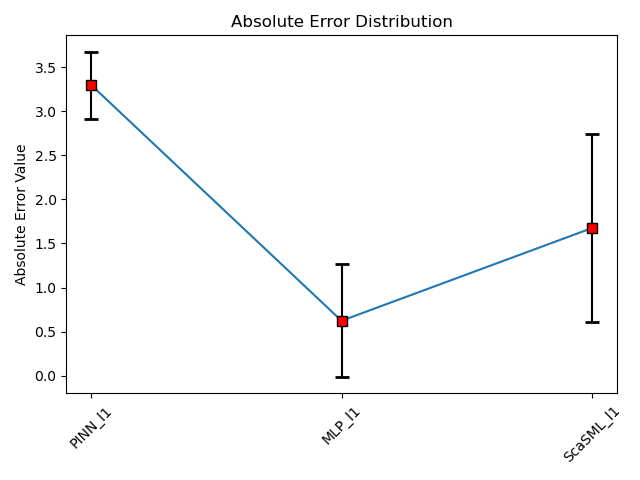 Absolute Error Distribution
Absolute Error Value
3.5
3.0
2.5
2.0
1.5
1.0
0.5
0.0
PINN_l1
MLP_l1
ScaSML_l1